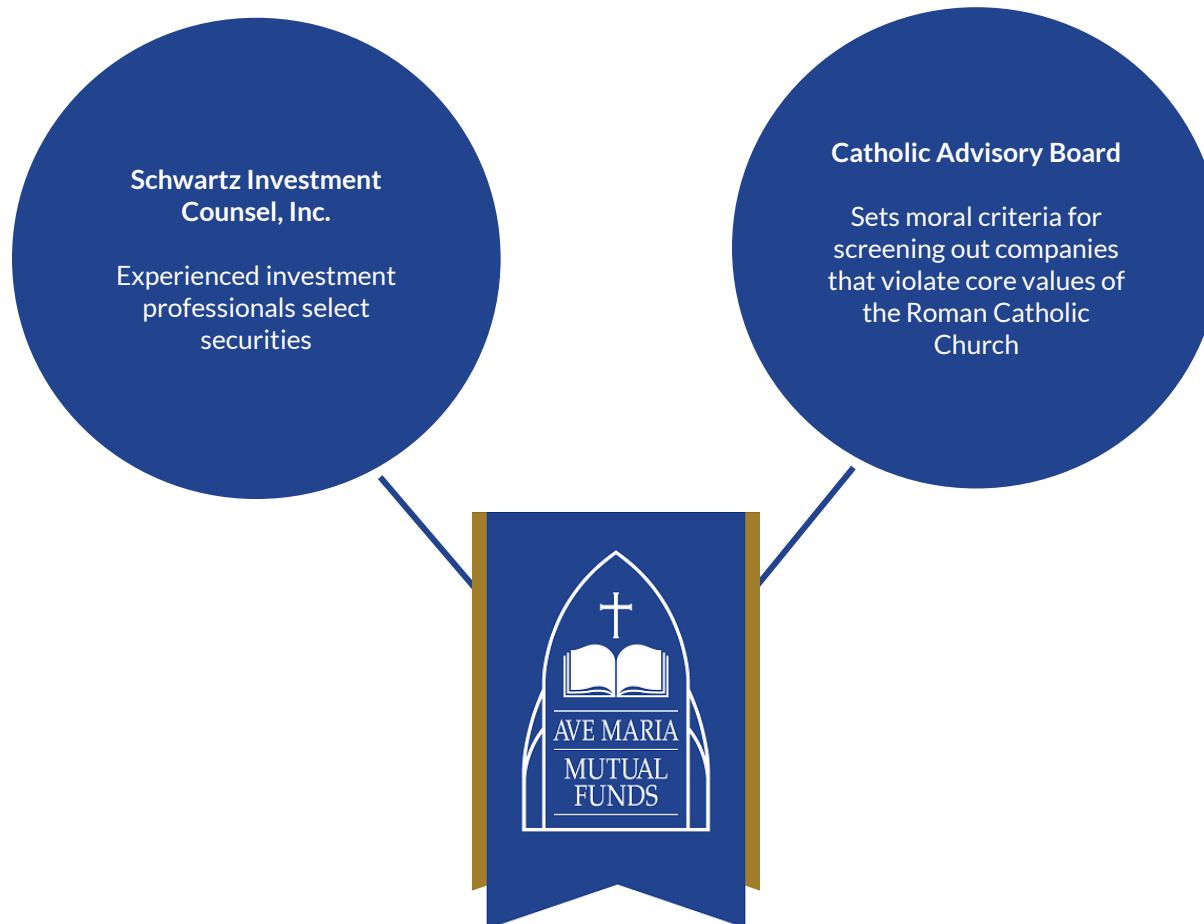 Schwartz Investment
Counsel, Inc.
Experienced investment
professionals select
securities
Catholic Advisory Board
Sets moral criteria for
screening out companies
that violate core values of
the Roman Catholic
Church
AVE MARIA
MUTUAL
FUNDS